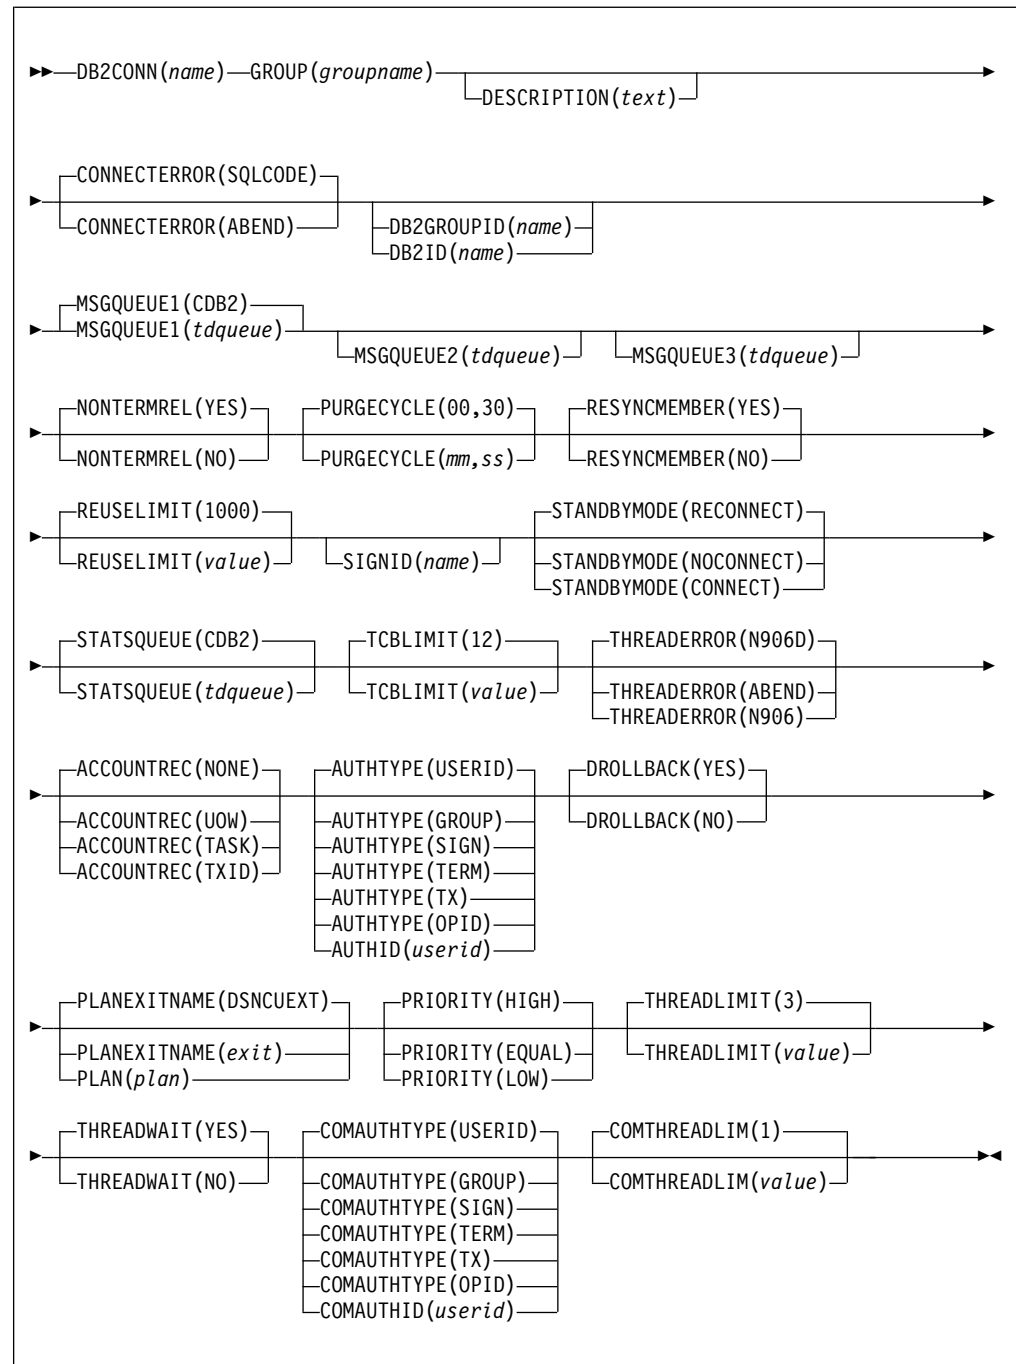 DB2CONN(name) GROUP(groupname)
DESCRIPTION(text)
CONNECTERROR(SQLCODE)
CONNECTERROR(ABEND) DB2GROUPID(name)
DB2ID(name)
MSGQUEUE1(CDB2)
MSGQUEUE1(tdqueue)
MSGQUEUE2(tdqueue) MSGQUEUE3(tdqueue)
NONTERMREL(YES) PURGECYCLE(00,30) RESYNCMEMBER(YES)
NONTERMREL(NO) PURGECYCLE(mm,ss) RESYNCMEMBER(NO)
REUSELIMIT(1000) STANDBYMODE(RECONNECT)
REUSELIMIT(value) SIGNID(name) STANDBYMODE(NOCONNECT)
STANDBYMODE(CONNECT)
STATSQUEUE(CDB2) TCBLIMIT(12) THREADERROR(N906D)
STATSQUEUE(tdqueue) TCBLIMIT(value) THREADERROR(ABEND)
THREADERROR(N906)
ACCOUNTREC(NONE) AUTHTYPE(USERID) DROLLBACK(YES)
ACCOUNTREC(UOW) AUTHTYPE(GROUP) DROLLBACK(NO)
ACCOUNTREC(TASK) AUTHTYPE(SIGN)
ACCOUNTREC(TXID) AUTHTYPE(TERM)
AUTHTYPE(TX)
AUTHTYPE(OPID)
AUTHID(userid)
PLANEXITNAME(DSNCUEXT) PRIORITY(HIGH) THREADLIMIT(3)
PLANEXITNAME(exit) PRIORITY(EQUAL) THREADLIMIT(value)
PLAN(plan) PRIORITY(LOW)
THREADWAIT(YES) COMAUTHTYPE(USERID) COMTHREADLIM(1)
THREADWAIT(NO) COMAUTHTYPE(GROUP) COMTHREADLIM(value)
COMAUTHTYPE(SIGN)
COMAUTHTYPE(TERM)
COMAUTHTYPE(TX)
COMAUTHTYPE(OPID)
COMAUTHID(userid)